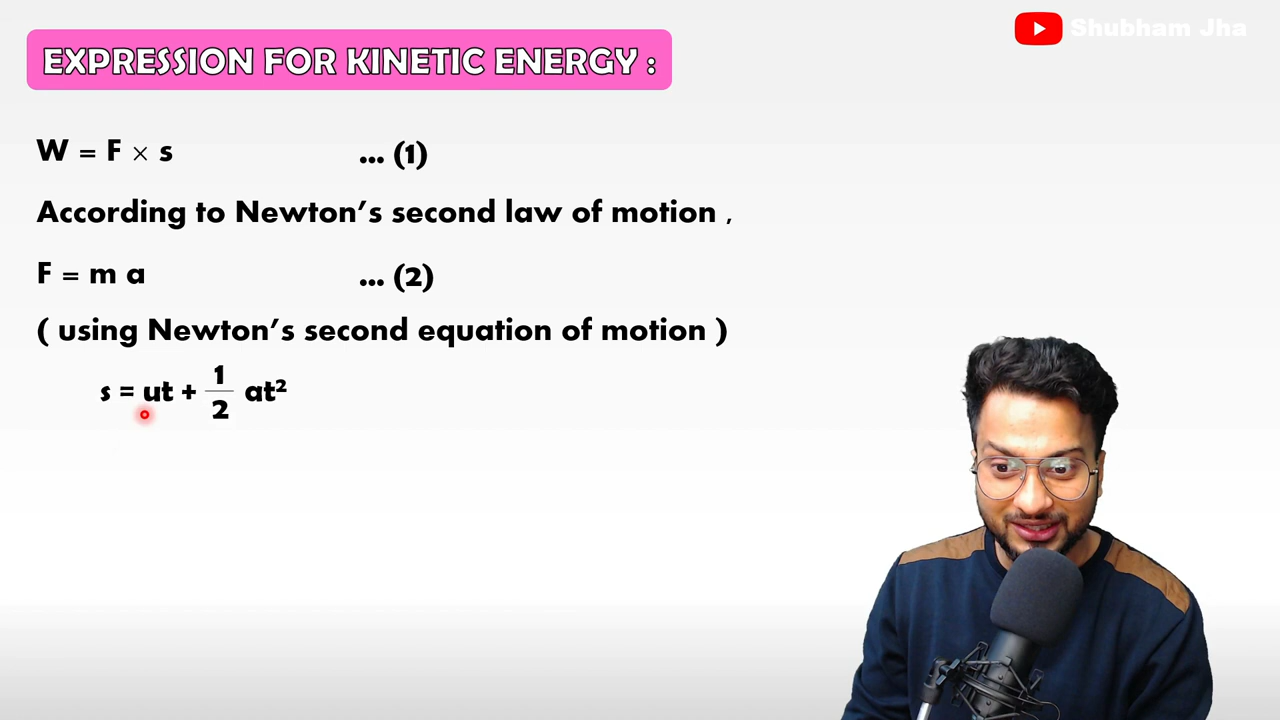 Shubham Jha
EXPRESSION FOR KINETIC ENERGY :
W = F × s ... (1)
According to Newton’s second law of motion ,
F = m a ... (2)
( using Newton’s second equation of motion )
s = ut + 1/2 at²